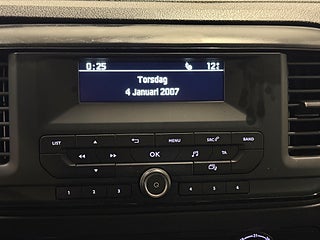 0:25 12
Torsdag
4 Januari 2007
LIST MENU SRC BAND
OK TA
1 2 3 4 5 6